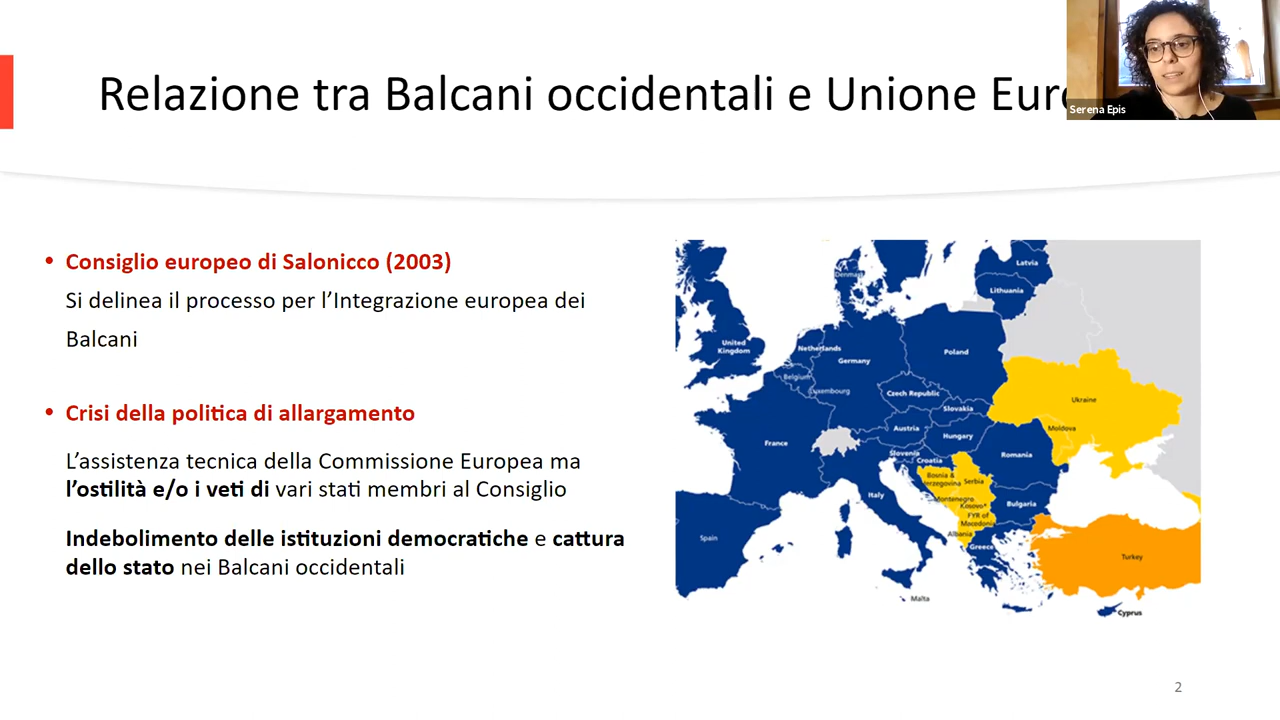 Relazione tra Balcani occidentali e Unione Euro
Serena Epis
• Consiglio europeo di Salonicco (2003)
Si delinea il processo per l'Integrazione europea dei
Balcani
• Crisi della politica di allargamento
L'assistenza tecnica della Commissione Europea ma
l'ostilità e/o i veti di vari stati membri al Consiglio
Indebolimento delle istituzioni democratiche e cattura
dello stato nei Balcani occidentali
Latvia
Denmark
Lithuania
United
Kingdom
Netherlands
Poland
Germany
Belgium
Luxembourg
Czech Republic
Ukraine
Slovakia
Austria
Moldova
Hungary
France
Slovenia
Romania
Croatia
Bosnia &
Herzegovina
Serbia
Italy
Montenegro
Kosovo*
Bulgaria
FYR of
Macedonia
Albania
Spain
Greece
Turkey
Malta
Cyprus
2